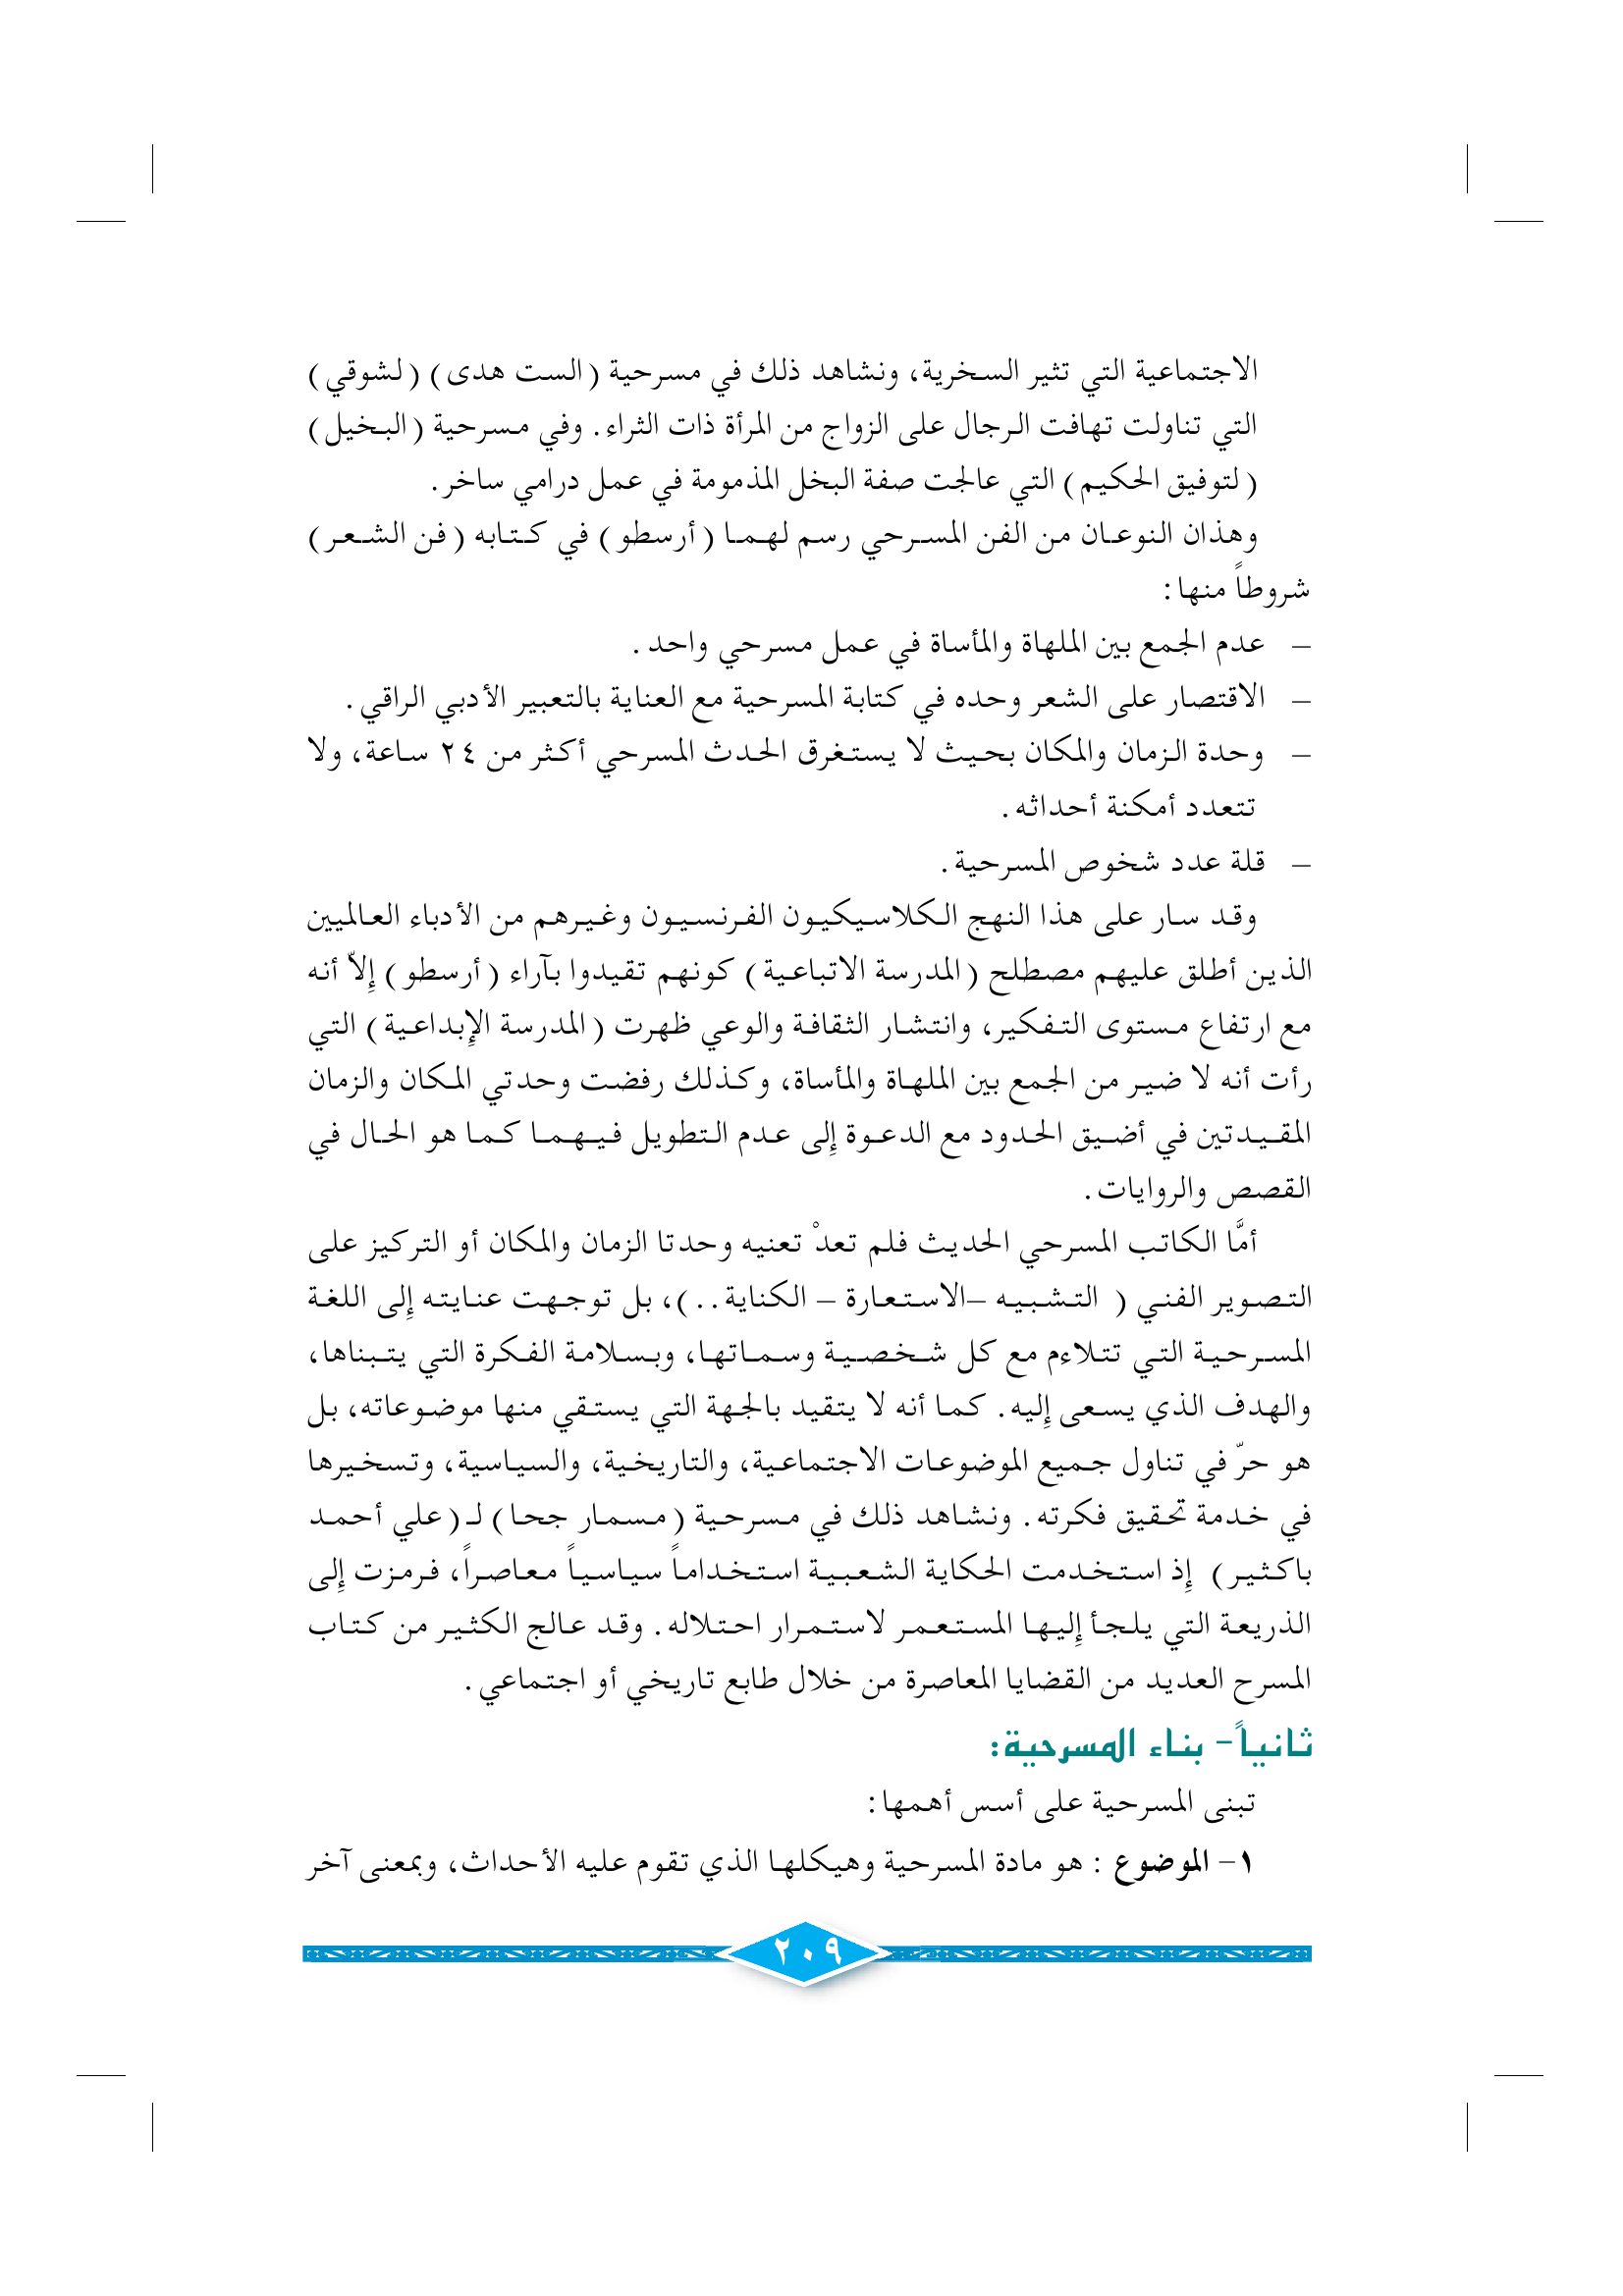 الاجتماعية التي تثير السخرية، ونشاهد ذلك في مسرحية (الست هدى) (لشوقي)
التي تناولت تهافت الرجال على الزواج من المرأة ذات الثراء. وفي مسرحية (البخيل)
(لتوفيق الحكيم) التي عالجت صفة البخل المذمومة في عمل درامي ساخر.
وهذان النوعان من الفن المسرحي رسم لهما (أرسطو) في كتابه (فن الشعر)
شروطاً منها:
– عدم الجمع بين الملهاة والمأساة في عمل مسرحي واحد.
– الاقتصار على الشعر وحده في كتابة المسرحية مع العناية بالتعبير الأدبي الراقي.
– وحدة الزمان والمكان بحيث لا يستغرق الحدث المسرحي أكثر من ٢٤ ساعة، ولا
تتعدد أمكنة أحداثه.
– قلة عدد شخوص المسرحية.
وقد سار على هذا النهج الكلاسيكيون الفرنسيون وغيرهم من الأدباء العالميين
الذين أطلق عليهم مصطلح (المدرسة الاتباعية) كونهم تقيدوا بآراء (أرسطو) إِلاّ أنه
مع ارتفاع مستوى التفكير، وانتشار الثقافة والوعي ظهرت (المدرسة الإِبداعية) التي
رأت أنه لا ضير من الجمع بين الملهاة والمأساة، وكذلك رفضت وحدتي المكان والزمان
المقيدتين في أضيق الحدود مع الدعوة إِلى عدم التطويل فيهما كما هو الحال في
القصص والروايات.
أمَّا الكاتب المسرحي الحديث فلم تعدْ تعنيه وحدتا الزمان والمكان أو التركيز على
التصوير الفني ( التشبيه –الاستعارة – الكناية..)، بل توجهت عنايته إِلى اللغة
المسرحية التي تتلاءم مع كل شخصية وسماتها، وبسلامة الفكرة التي يتبناها،
والهدف الذي يسعى إِليه. كما أنه لا يتقيد بالجهة التي يستقي منها موضوعاته، بل
هو حرّ في تناول جميع الموضوعات الاجتماعية، والتاريخية، والسياسية، وتسخيرها
في خدمة تحقيق فكرته. ونشاهد ذلك في مسرحية (مسمار جحا) لـ (علي أحمد
باكثير) إِذ استخدمت الحكاية الشعبية استخداماً سياسياً معاصراً، فرمزت إِلى
الذريعة التي يلجأ إِليها المستعمر لاستمرار احتلاله. وقد عالج الكثير من كتاب
المسرح العديد من القضايا المعاصرة من خلال طابع تاريخي أو اجتماعي.
ثانياً- بناء المسرحية:
تبنى المسرحية على أسس أهمها:
١- الموضوع : هو مادة المسرحية وهيكلها الذي تقوم عليه الأحداث، وبمعنى آخر
٢٠٩